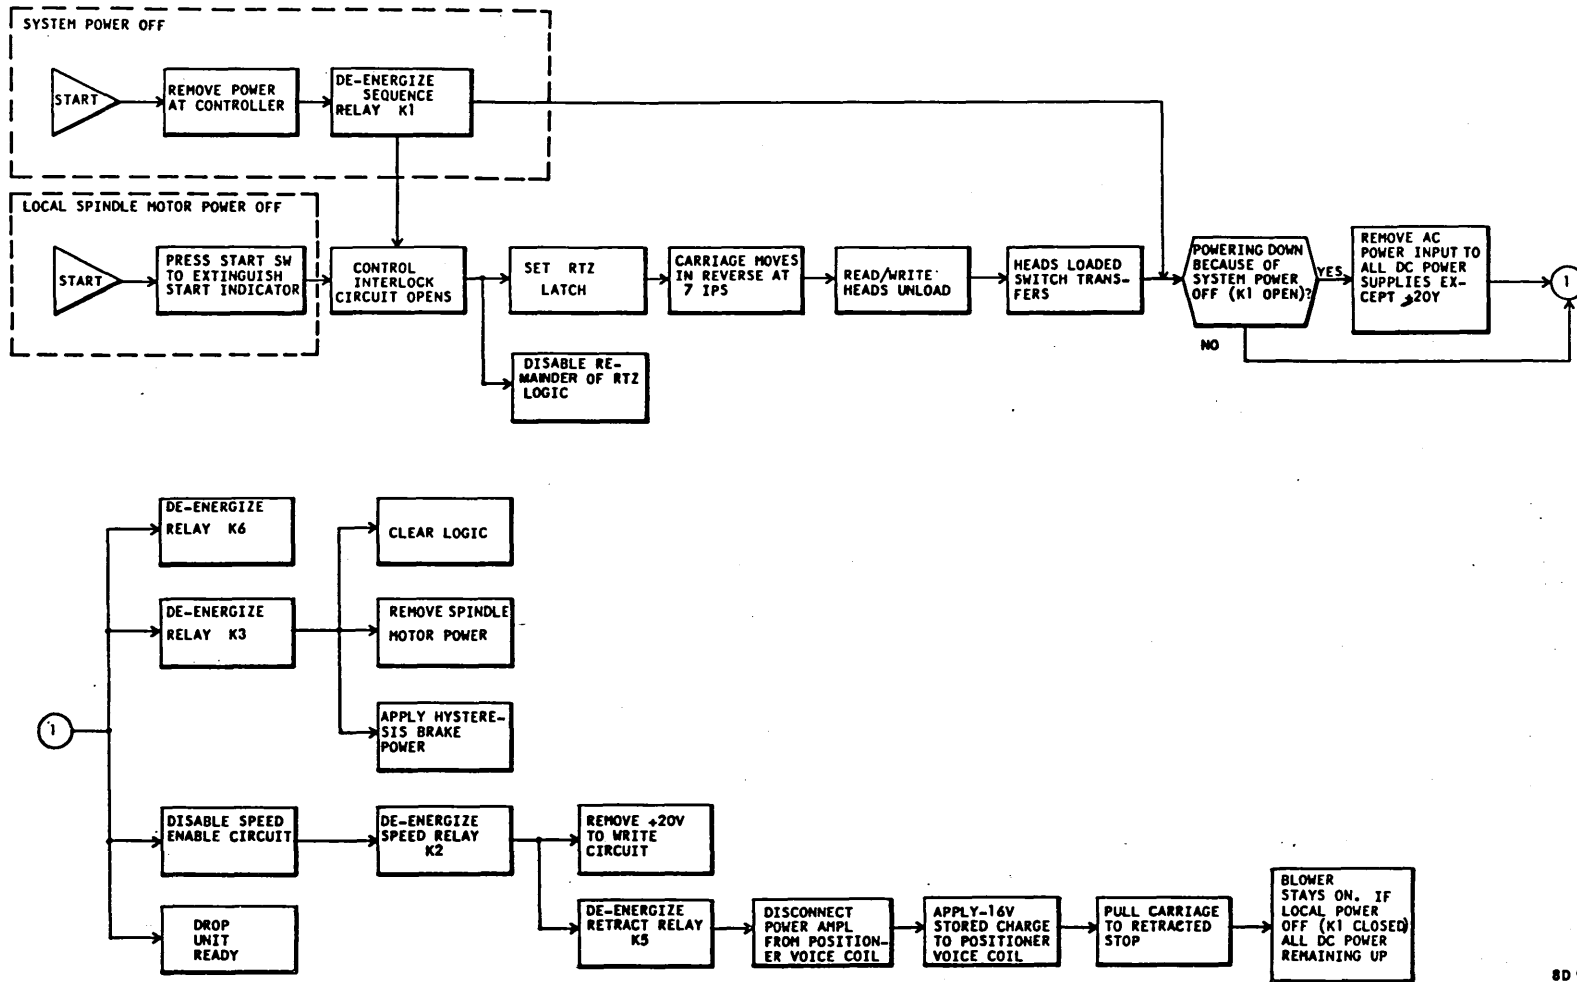 SYSTEM POWER OFF
START
REMOVE POWER
AT CONTROLLER
DE-ENERGIZE
SEQUENCE
RELAY K1
LOCAL SPINDLE MOTOR POWER OFF
START
PRESS START SW
TO EXTINGUISH
START INDICATOR
CONTROL
INTERLOCK
CIRCUIT OPENS
SET RTZ
LATCH
CARRIAGE MOVES
IN REVERSE AT
7 IPS
READ/WRITE
HEADS UNLOAD
HEADS LOADED
SWITCH TRANS-
FERS
POWERING DOWN
BECAUSE OF
SYSTEM POWER
OFF (K1 OPEN)?
YES
NO
REMOVE AC
POWER INPUT TO
ALL DC POWER
SUPPLIES EX-
CEPT ±20Y
1
DISABLE RE-
MAINDER OF RTZ
LOGIC
1
DE-ENERGIZE
RELAY K6
DE-ENERGIZE
RELAY K3
CLEAR LOGIC
REMOVE SPINDLE
MOTOR POWER
APPLY HYSTERE-
SIS BRAKE
POWER
DISABLE SPEED
ENABLE CIRCUIT
DE-ENERGIZE
SPEED RELAY
K2
REMOVE +20V
TO WRITE
CIRCUIT
DROP
UNIT
READY
DE-ENERGIZE
RETRACT RELAY
K5
DISCONNECT
POWER AMPL
FROM POSITION-
ER VOICE COIL
APPLY-16V
STORED CHARGE
TO POSITIONER
VOICE COIL
PULL CARRIAGE
TO RETRACTED
STOP
BLOWER
STAYS ON. IF
LOCAL POWER
OFF (K1 CLOSED)
ALL DC POWER
REMAINING UP
8D